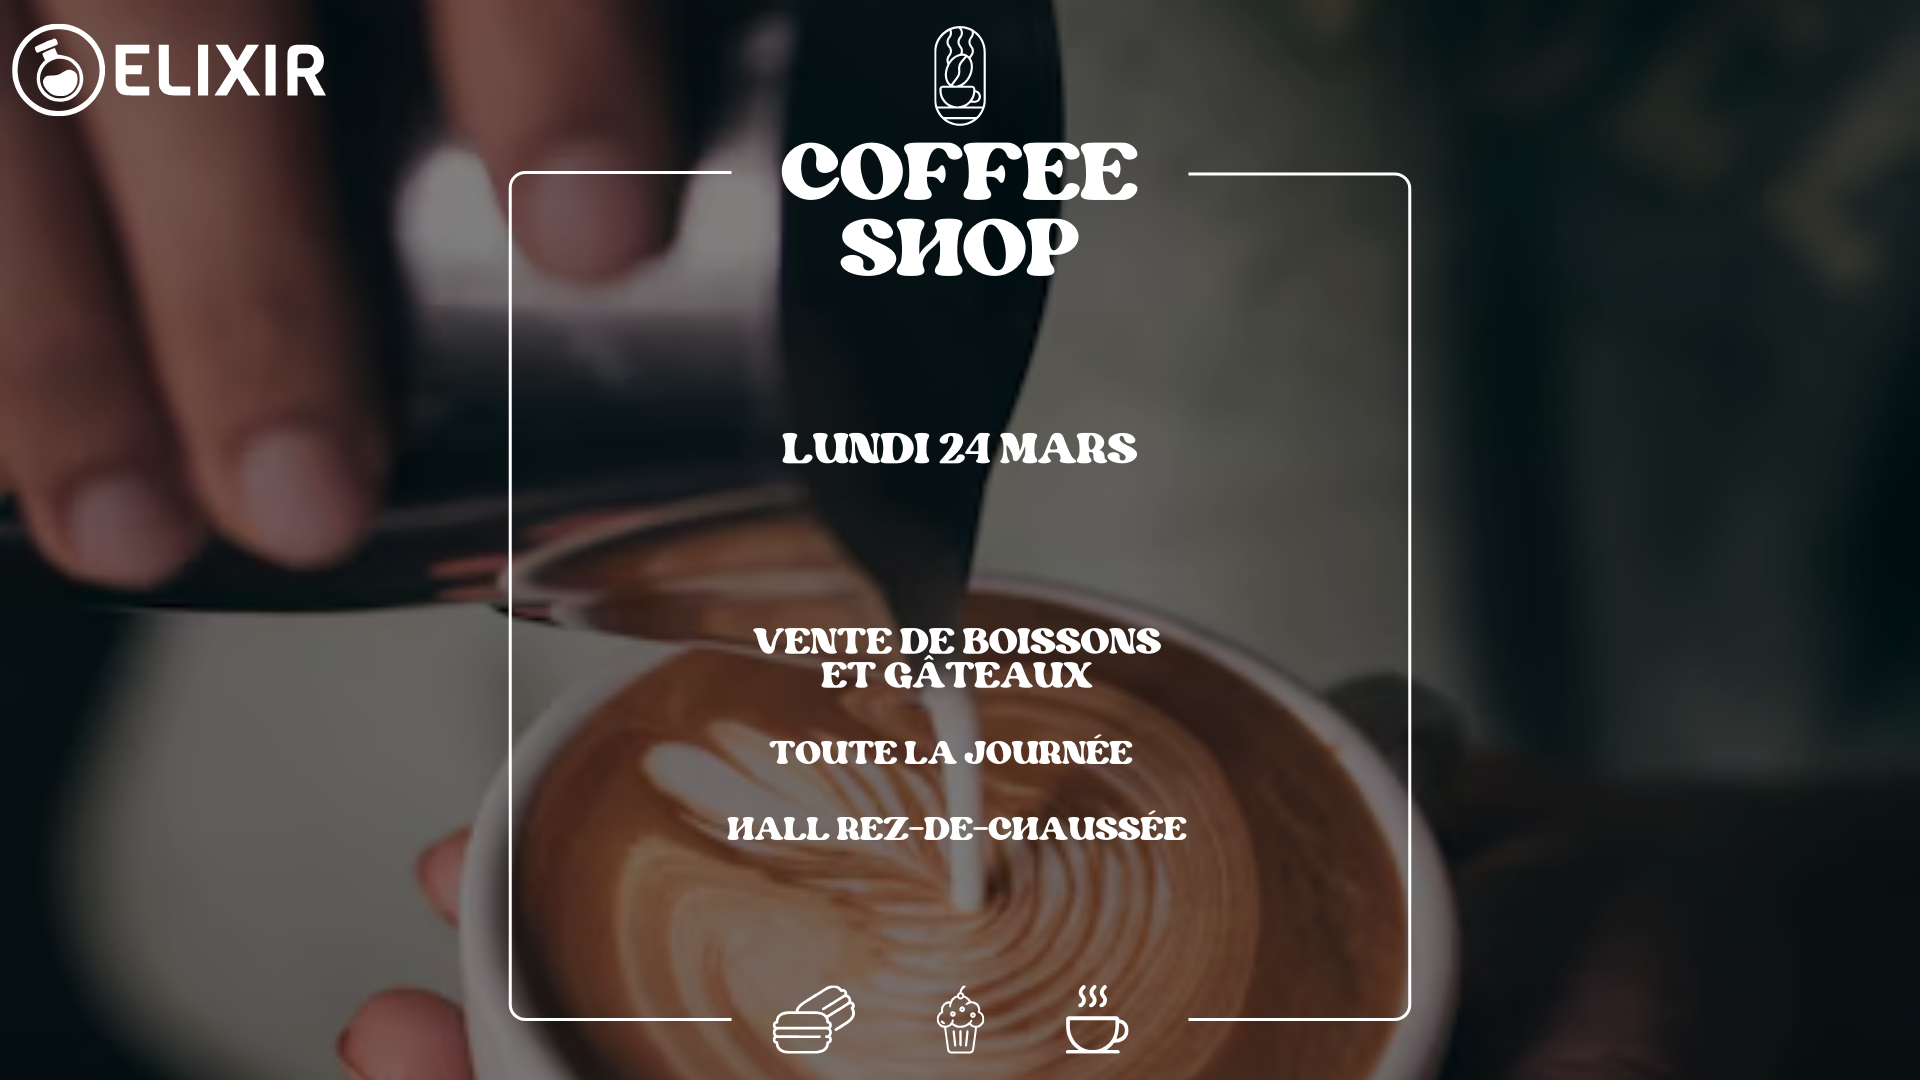 ELIXIR
COFFEE
SHOP
LUNDI 24 MARS
VENTE DE BOISSONS
ET GÂTEAUX
TOUTE LA JOURNÉE
HALL REZ-DE-CHAUSSÉE